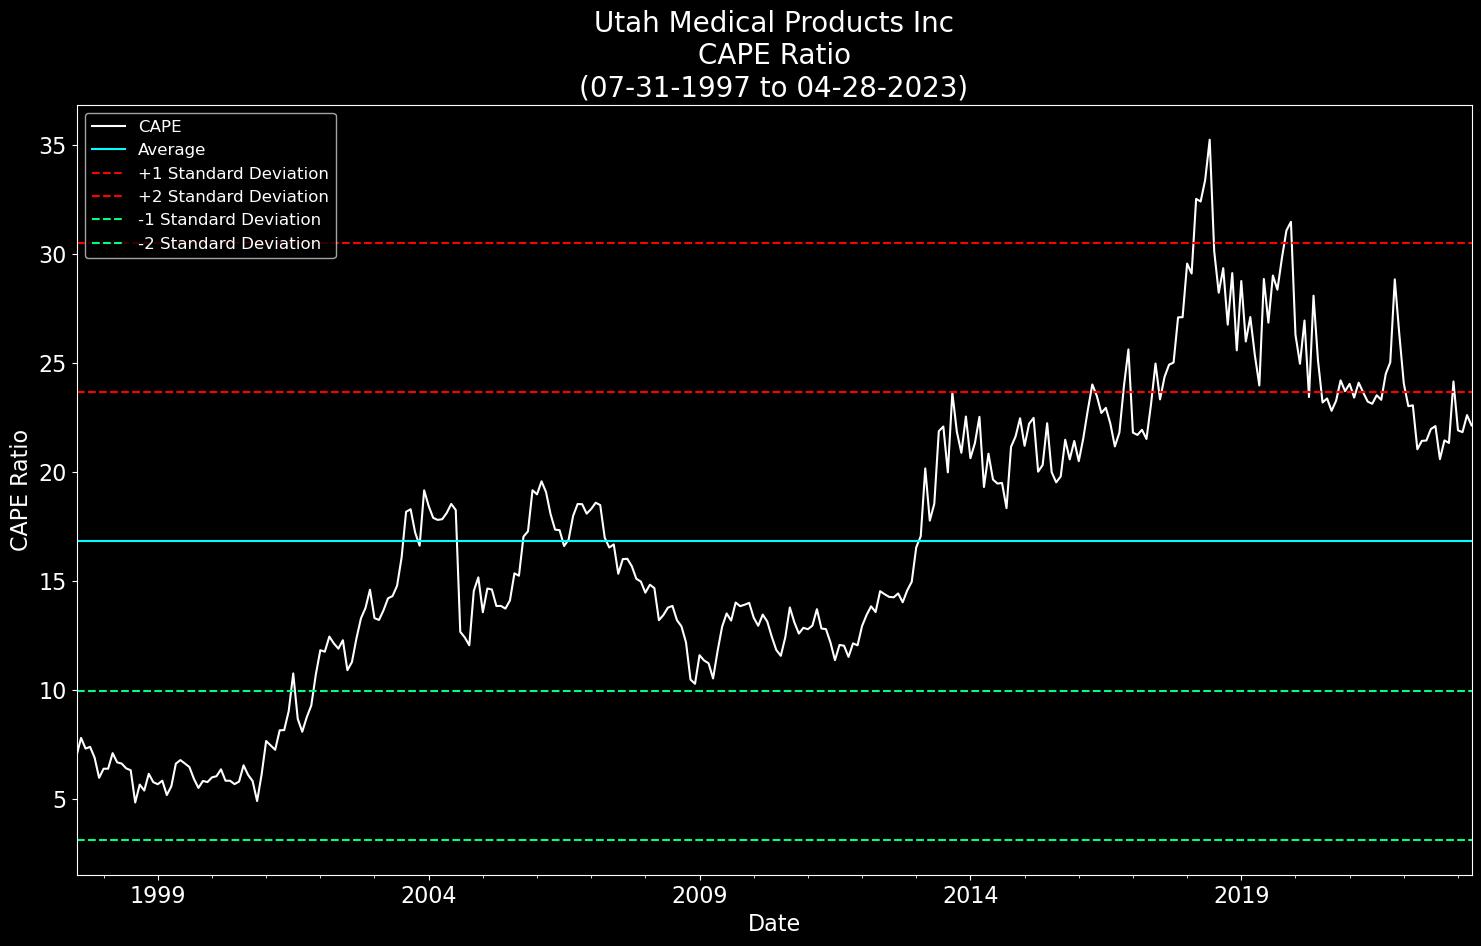 Utah Medical Products Inc
CAPE Ratio
(07-31-1997 to 04-28-2023)
CAPE
Average
+1 Standard Deviation
+2 Standard Deviation
-1 Standard Deviation
-2 Standard Deviation
35
30
25
20
15
10
5
CAPE Ratio
1999 2004 2009 2014 2019
Date